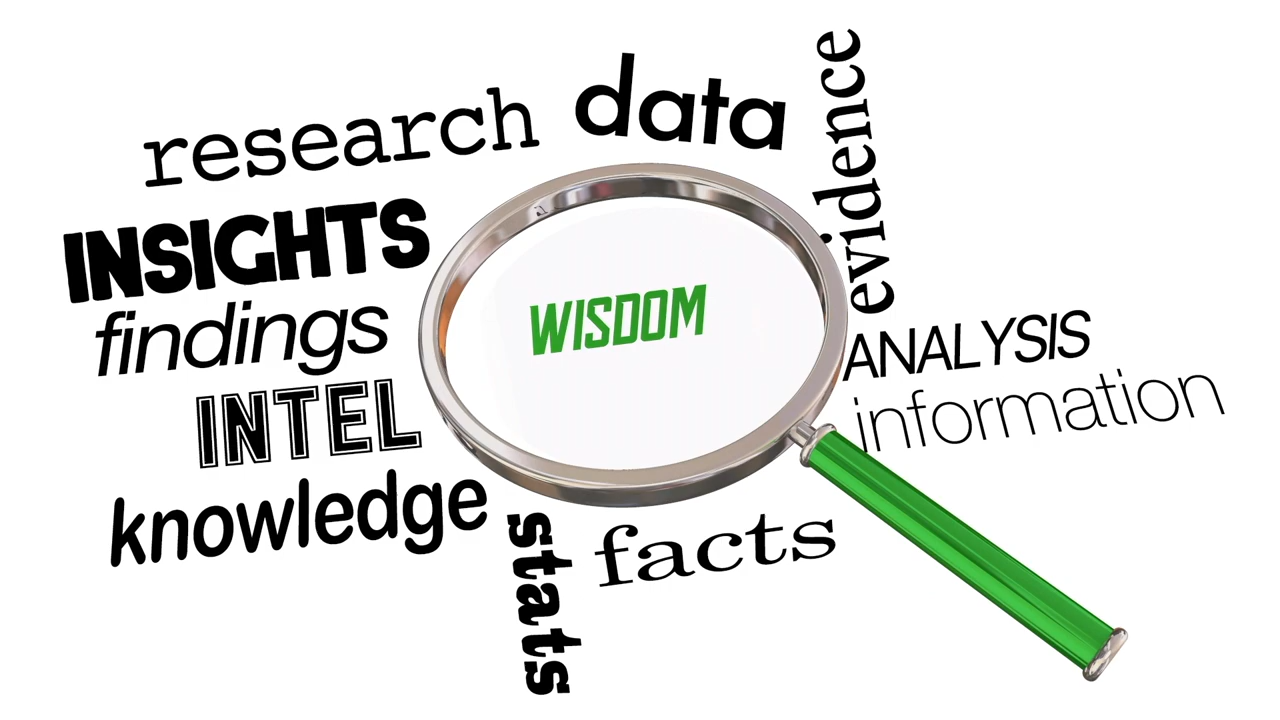 research
data
evidence
INSIGHTS
WISDOM
findings
ANALYSIS
INTEL
information
knowledge
stats
facts